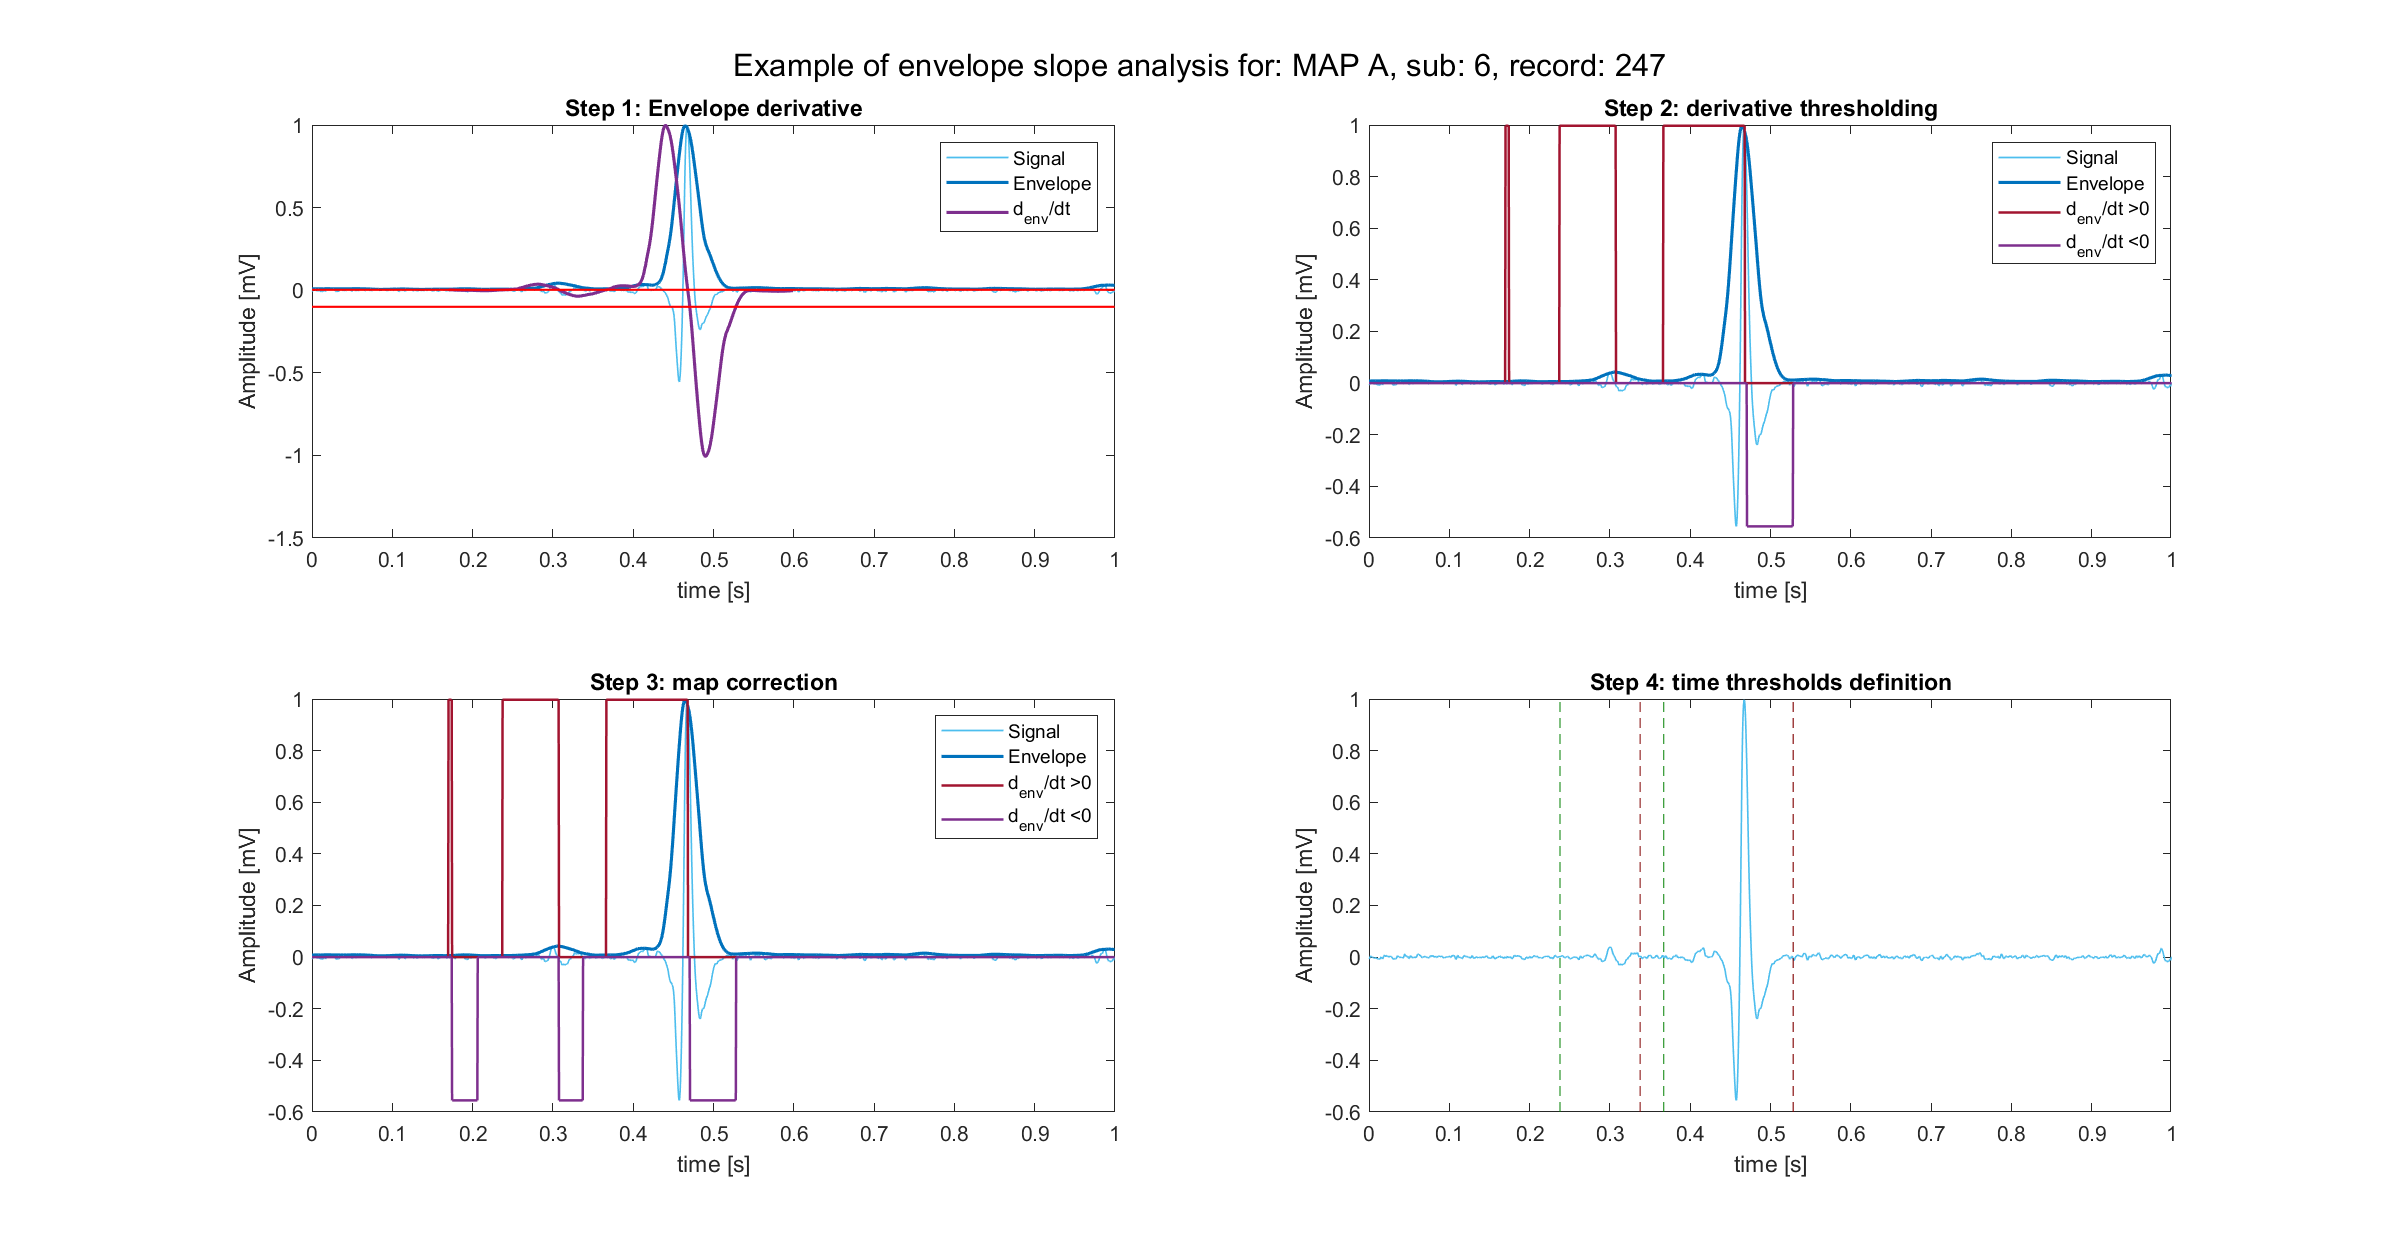 Example of envelope slope analysis for: MAP A, sub: 6, record: 247
Step 1: Envelope derivative
1
0.5
0
-0.5
-1
-1.5
Amplitude [mV]
Signal
Envelope
d_env/dt
0 0.1 0.2 0.3 0.4 0.5 0.6 0.7 0.8 0.9 1
time [s]
Step 2: derivative thresholding
1
0.8
0.6
0.4
0.2
0
-0.2
-0.4
-0.6
Amplitude [mV]
Signal
Envelope
d_env/dt >0
d_env/dt <0
0 0.1 0.2 0.3 0.4 0.5 0.6 0.7 0.8 0.9 1
time [s]
Step 3: map correction
1
0.8
0.6
0.4
0.2
0
-0.2
-0.4
-0.6
Amplitude [mV]
Signal
Envelope
d_env/dt >0
d_env/dt <0
0 0.1 0.2 0.3 0.4 0.5 0.6 0.7 0.8 0.9 1
time [s]
Step 4: time thresholds definition
1
0.8
0.6
0.4
0.2
0
-0.2
-0.4
-0.6
Amplitude [mV]
0 0.1 0.2 0.3 0.4 0.5 0.6 0.7 0.8 0.9 1
time [s]